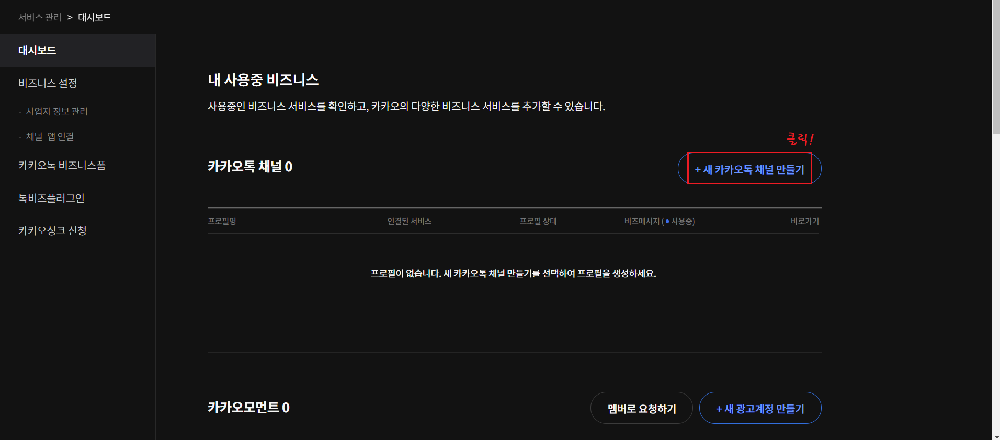 서비스 관리 > 대시보드
대시보드
비즈니스 설정
- 사업자 정보 관리
- 채널–앱 연결
카카오톡 비즈니스폼
톡비즈플러그인
카카오싱크 신청
내 사용중 비즈니스
사용중인 비즈니스 서비스를 확인하고, 카카오의 다양한 비즈니스 서비스를 추가할 수 있습니다.
클릭!
카카오톡 채널 0
+ 새 카카오톡 채널 만들기
프로필명 연결된 서비스 프로필 상태 비즈메시지 ( • 사용중) 바로가기
프로필이 없습니다. 새 카카오톡 채널 만들기를 선택하여 프로필을 생성하세요.
카카오모먼트 0
멤버로 요청하기
+ 새 광고계정 만들기